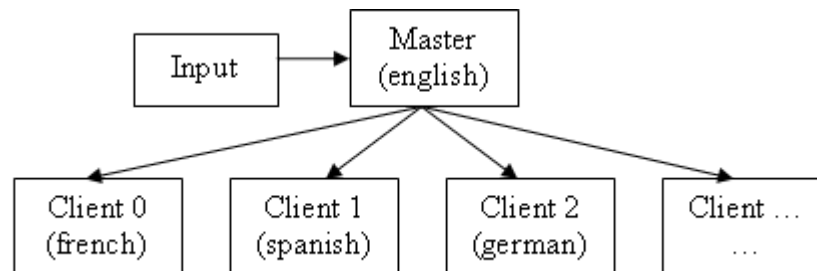 Input
Master
(english)
Client 0
(french)
Client 1
(spanish)
Client 2
(german)
Client ...
...